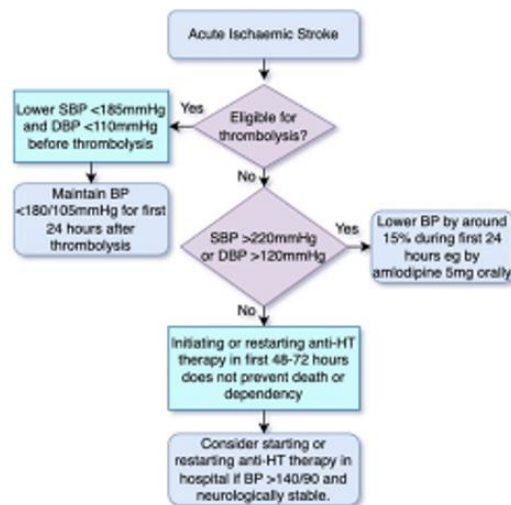 Acute Ischaemic Stroke
Eligible for
thrombolysis?
Yes
Lower SBP <185mmHg
and DBP <110mmHg
before thrombolysis
Maintain BP
<180/105mmHg for first
24 hours after
thrombolysis
No
SBP >220mmHg
or DBP >120mmHg
Yes
Lower BP by around
15% during first 24
hours eg by
amlodipine 5mg orally
No
Initiating or restarting anti-HT
therapy in first 48-72 hours
does not prevent death or
dependency
Consider starting or
restarting anti-HT therapy in
hospital if BP >140/90 and
neurologically stable.